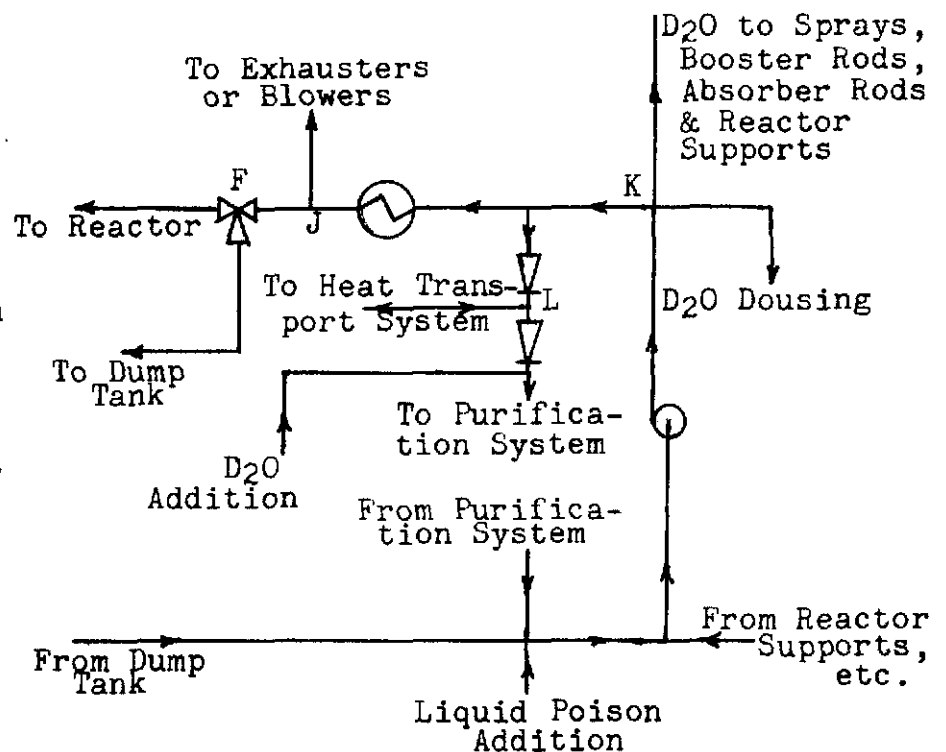 D2O to Sprays,
Booster Rods,
Absorber Rods
& Reactor
Supports
To Exhausters
or Blowers
F
K
To Reactor
J
To Heat Trans-
port System
L
D2O Dousing
To Dump
Tank
To Purifica-
tion System
D2O
Addition
From Purifica-
tion System
From Dump
Tank
From Reactor
Supports,
etc.
Liquid Poison
Addition